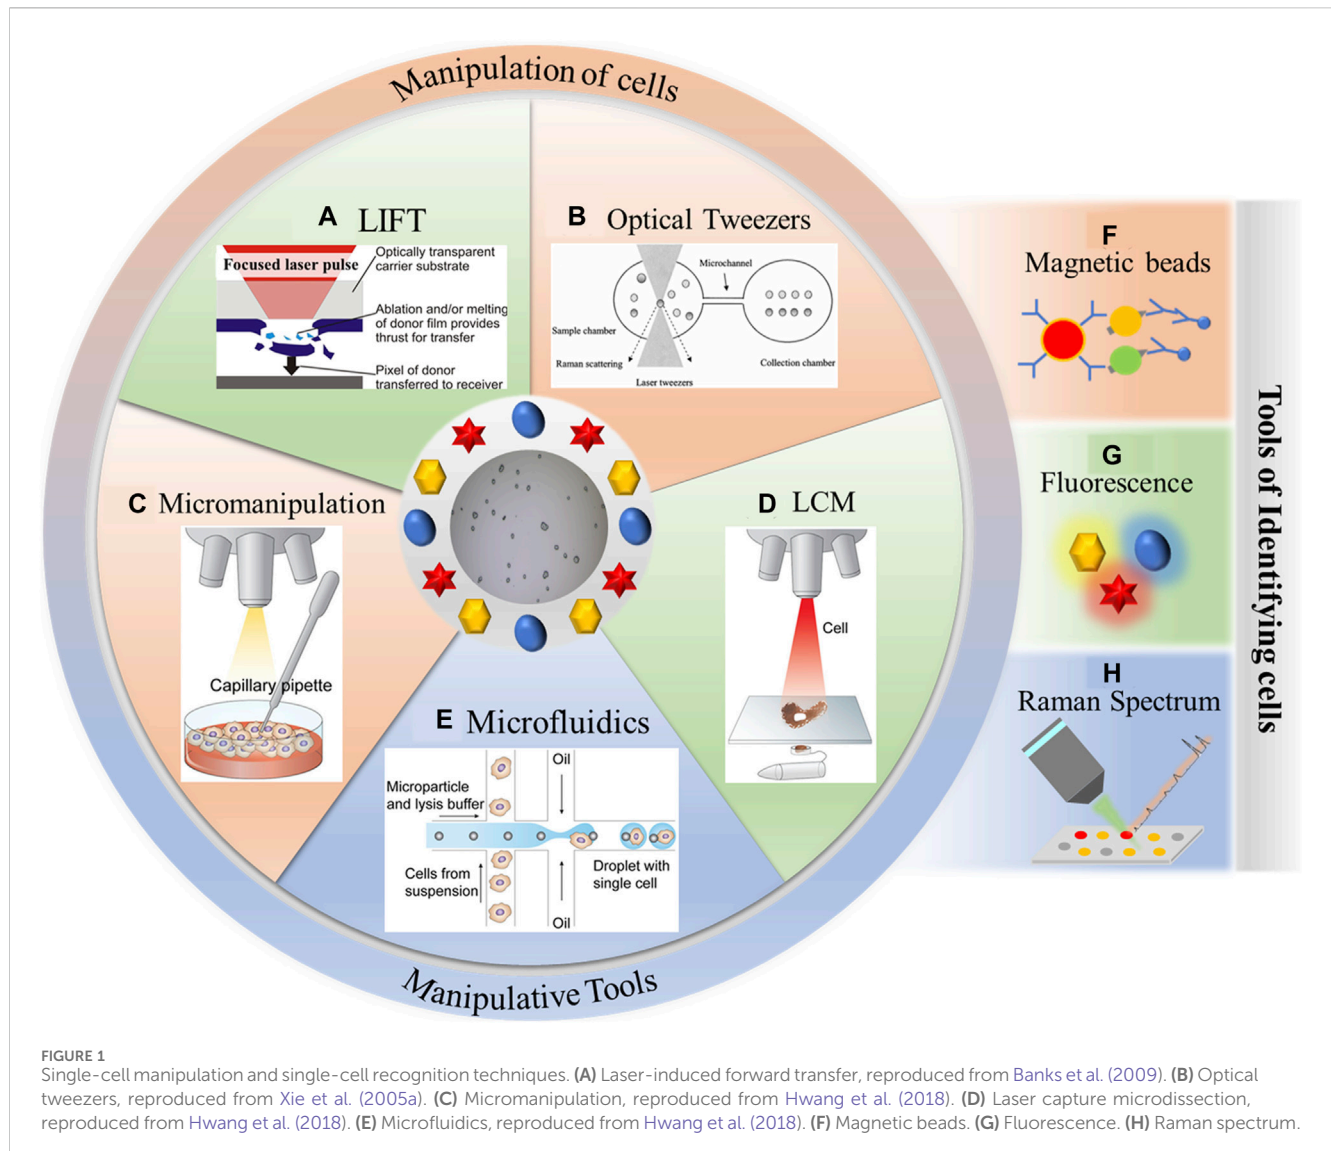 Manipulation of cells
A LIFT
Focused laser pulse
Optically transparent
carrier substrate
Ablation and/or melting
of donor film provides
thrust for transfer
Pixel of donor
transferred to receiver
B Optical Tweezers
Microchannel
Sample chamber
Raman scattering
Laser tweezers
Collection chamber
C Micromanipulation
Capillary pipette
D LCM
Cell
E Microfluidics
Oil
Microparticle
and lysis buffer
Cells from
suspension
Droplet with
single cell
Oil
Manipulative Tools
F
Magnetic beads
G
Fluorescence
H
Raman Spectrum
Tools of Identifying cells
FIGURE 1
Single-cell manipulation and single-cell recognition techniques. (A) Laser-induced forward transfer, reproduced from Banks et al. (2009). (B) Optical
tweezers, reproduced from Xie et al. (2005a). (C) Micromanipulation, reproduced from Hwang et al. (2018). (D) Laser capture microdissection,
reproduced from Hwang et al. (2018). (E) Microfluidics, reproduced from Hwang et al. (2018). (F) Magnetic beads. (G) Fluorescence. (H) Raman spectrum.